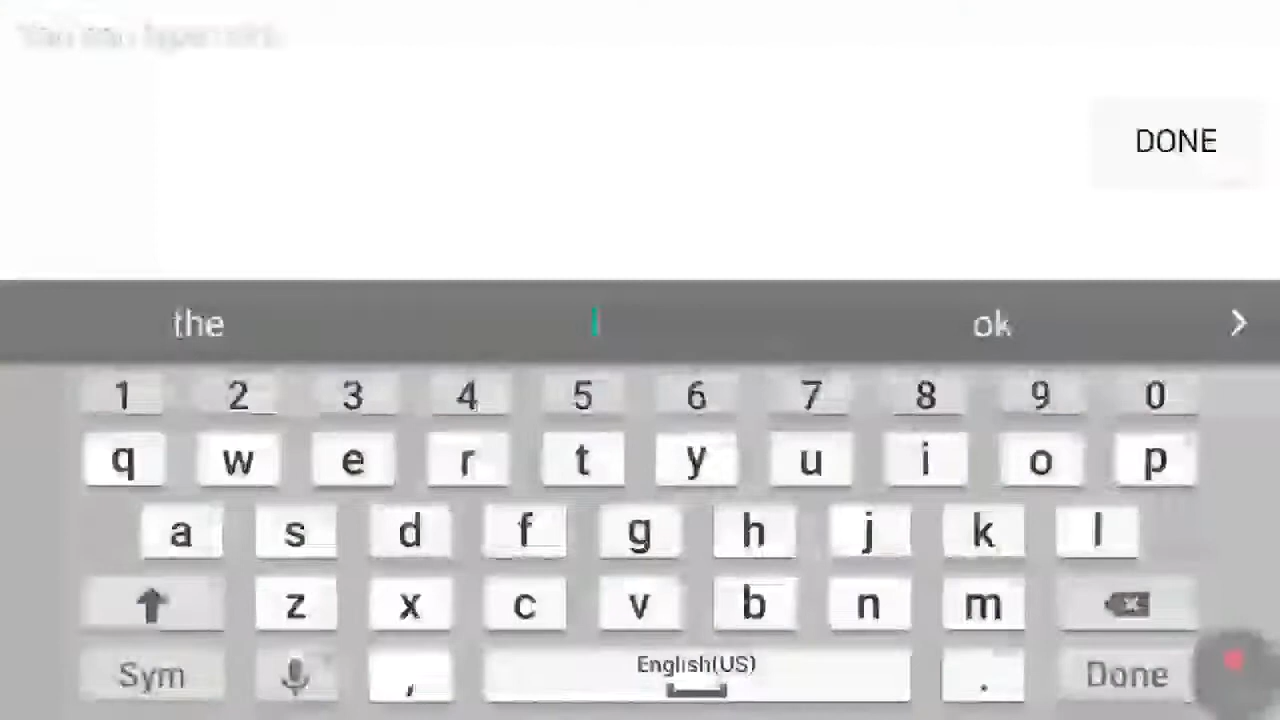 DONE
the I ok
1 2 3 4 5 6 7 8 9 0
q w e r t y u i o p
a s d f g h j k l
z x c v b n m
Sym , English(US) . Done